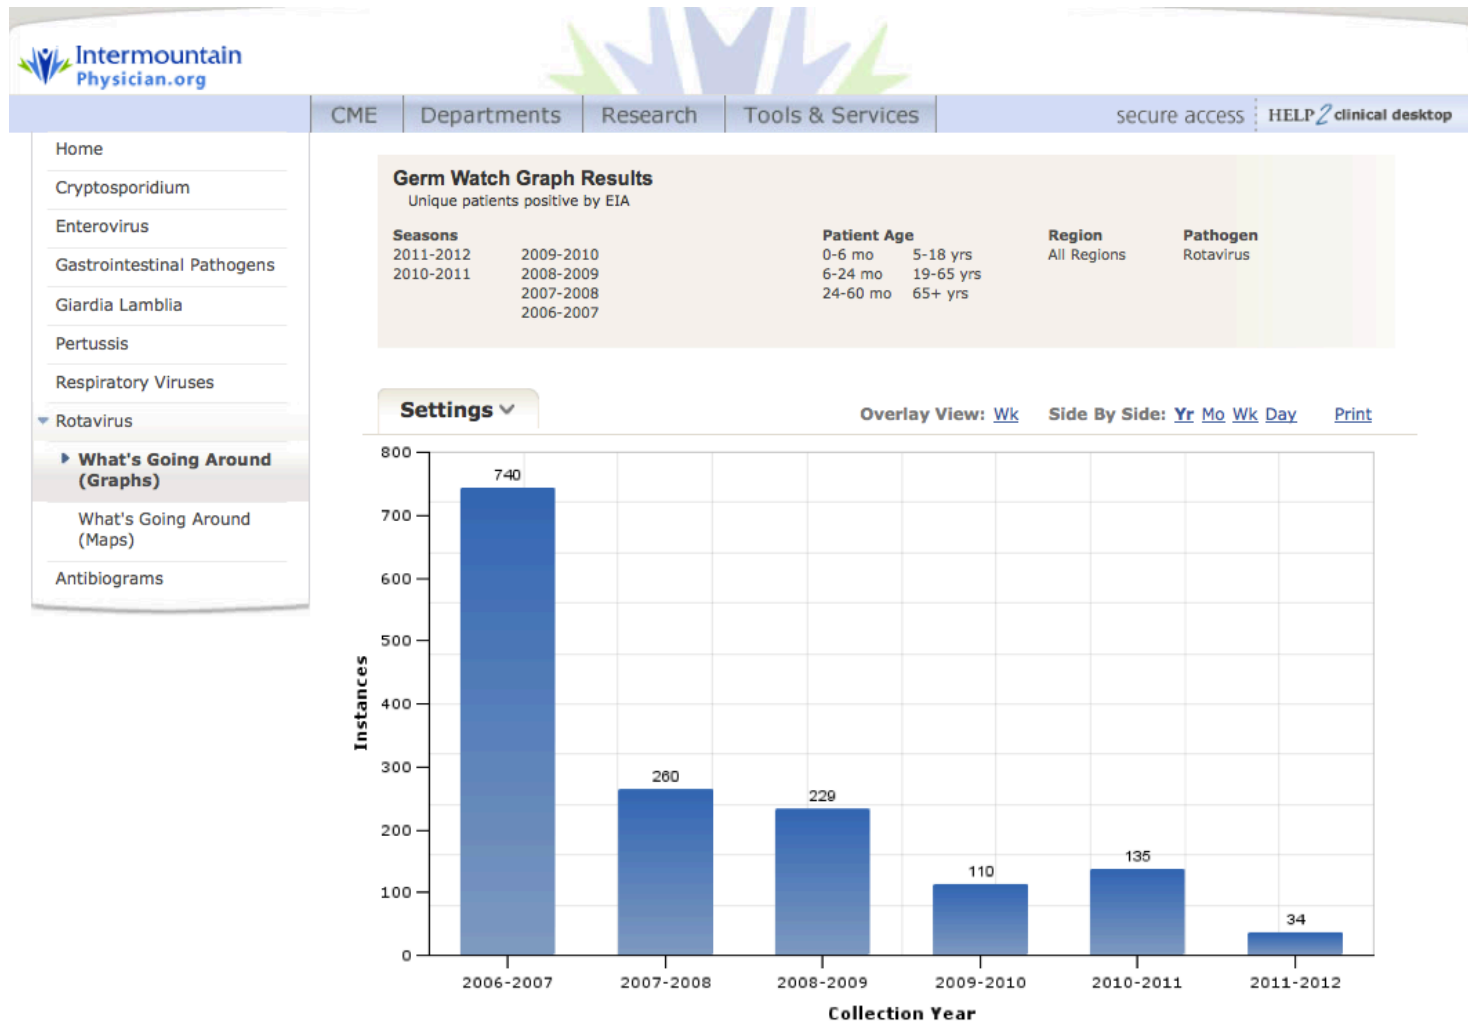 Intermountain
Physician.org
CME Departments Research Tools & Services secure access HELP2 clinical desktop
Home
Cryptosporidium
Enterovirus
Gastrointestinal Pathogens
Giardia Lamblia
Pertussis
Respiratory Viruses
Rotavirus
What's Going Around
(Graphs)
What's Going Around
(Maps)
Antibiograms
Germ Watch Graph Results
Unique patients positive by EIA
Seasons Patient Age Region Pathogen
2011-2012 2009-2010 0-6 mo 5-18 yrs All Regions Rotavirus
2010-2011 2008-2009 6-24 mo 19-65 yrs
2007-2008 24-60 mo 65+ yrs
2006-2007
Settings Overlay View: Wk Side By Side: Yr Mo Wk Day Print
800
700
600
500
400
300
200
100
0
Instances
740
260
229
110
135
34
2006-2007 2007-2008 2008-2009 2009-2010 2010-2011 2011-2012
Collection Year